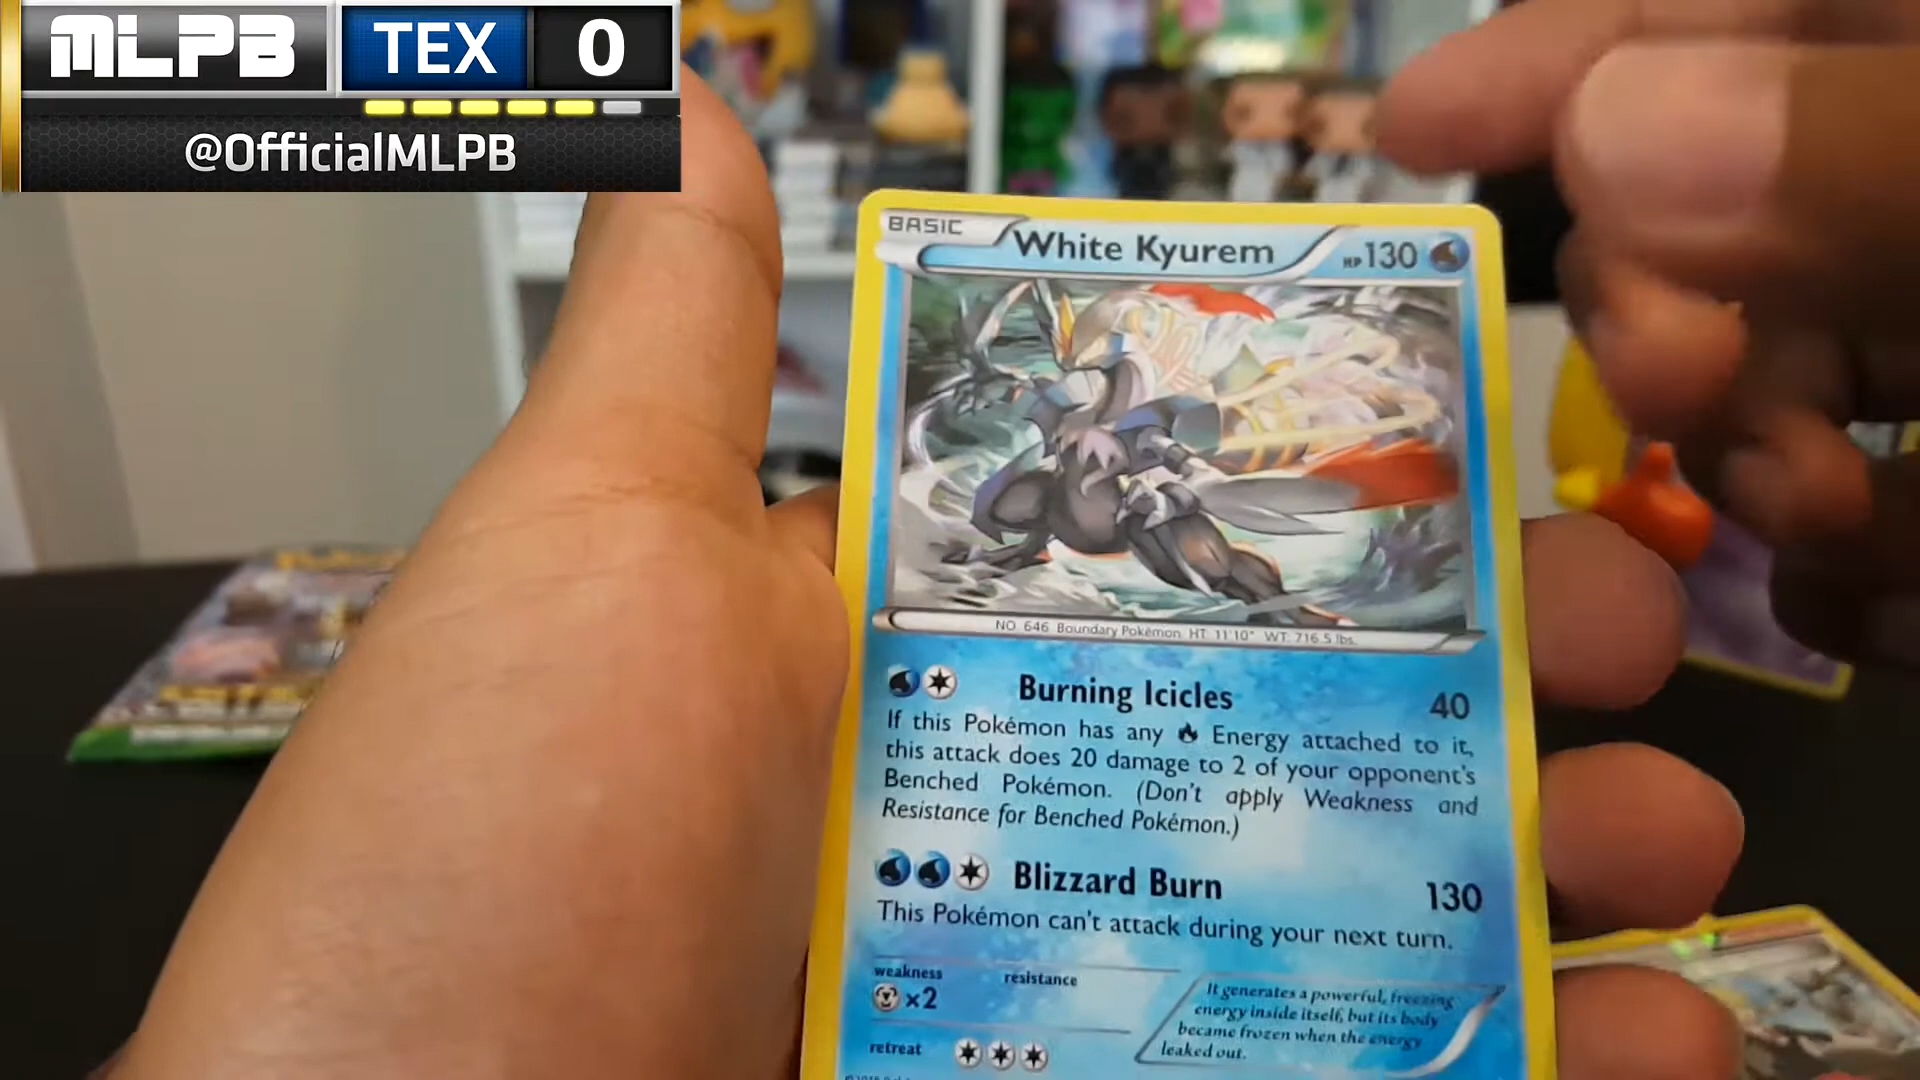 MLPB TEX 0
@OfficialMLPB
BASIC White Kyurem HP 130
NO. 646 Boundary Pokémon HT: 11'10" WT: 716.5 lbs.
Burning Icicles 40
If this Pokémon has any Energy attached to it,
this attack does 20 damage to 2 of your opponent's
Benched Pokémon. (Don't apply Weakness and
Resistance for Benched Pokémon.)
Blizzard Burn 130
This Pokémon can't attack during your next turn.
weakness resistance
×2
It generates a powerful, freezing
energy inside itself, but its body
became frozen when the energy
leaked out.
retreat